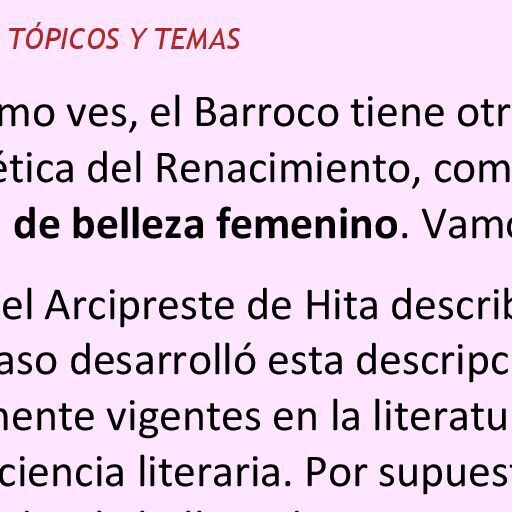 TÓPICOS Y TEMAS
mo ves, el Barroco tiene otr
ética del Renacimiento, com
de belleza femenino. Vamo
el Arcipreste de Hita describ
aso desarrolló esta descripc
mente vigentes en la literatu
ciencia literaria. Por supues